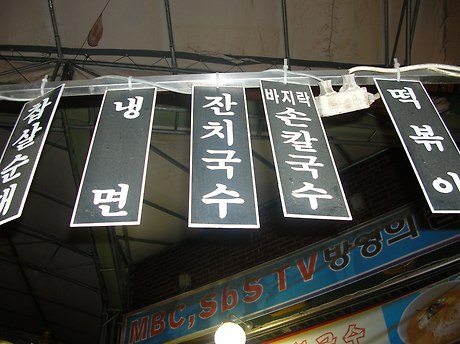 찹쌀순대
냉면
잔치국수
바지락
손칼국수
떡볶이
MBC, SbS TV 방영의